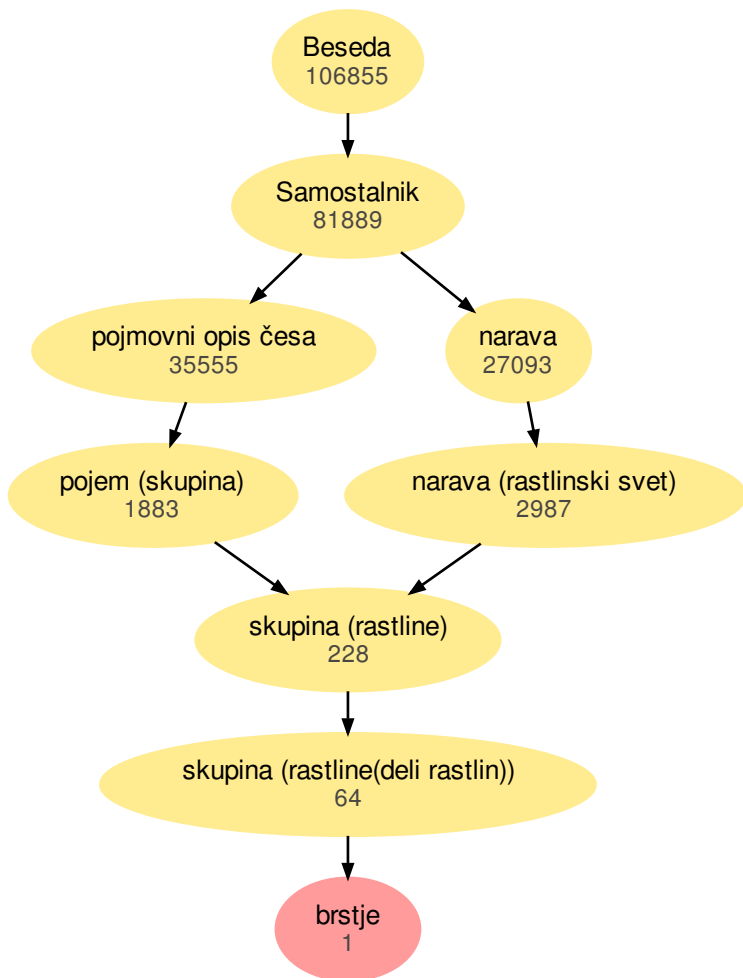 Beseda
106855
Samostalnik
81889
pojmovni opis česa
35555
narava
27093
pojem (skupina)
1883
narava (rastlinski svet)
2987
skupina (rastline)
228
skupina (rastline(deli rastlin))
64
brstje
1